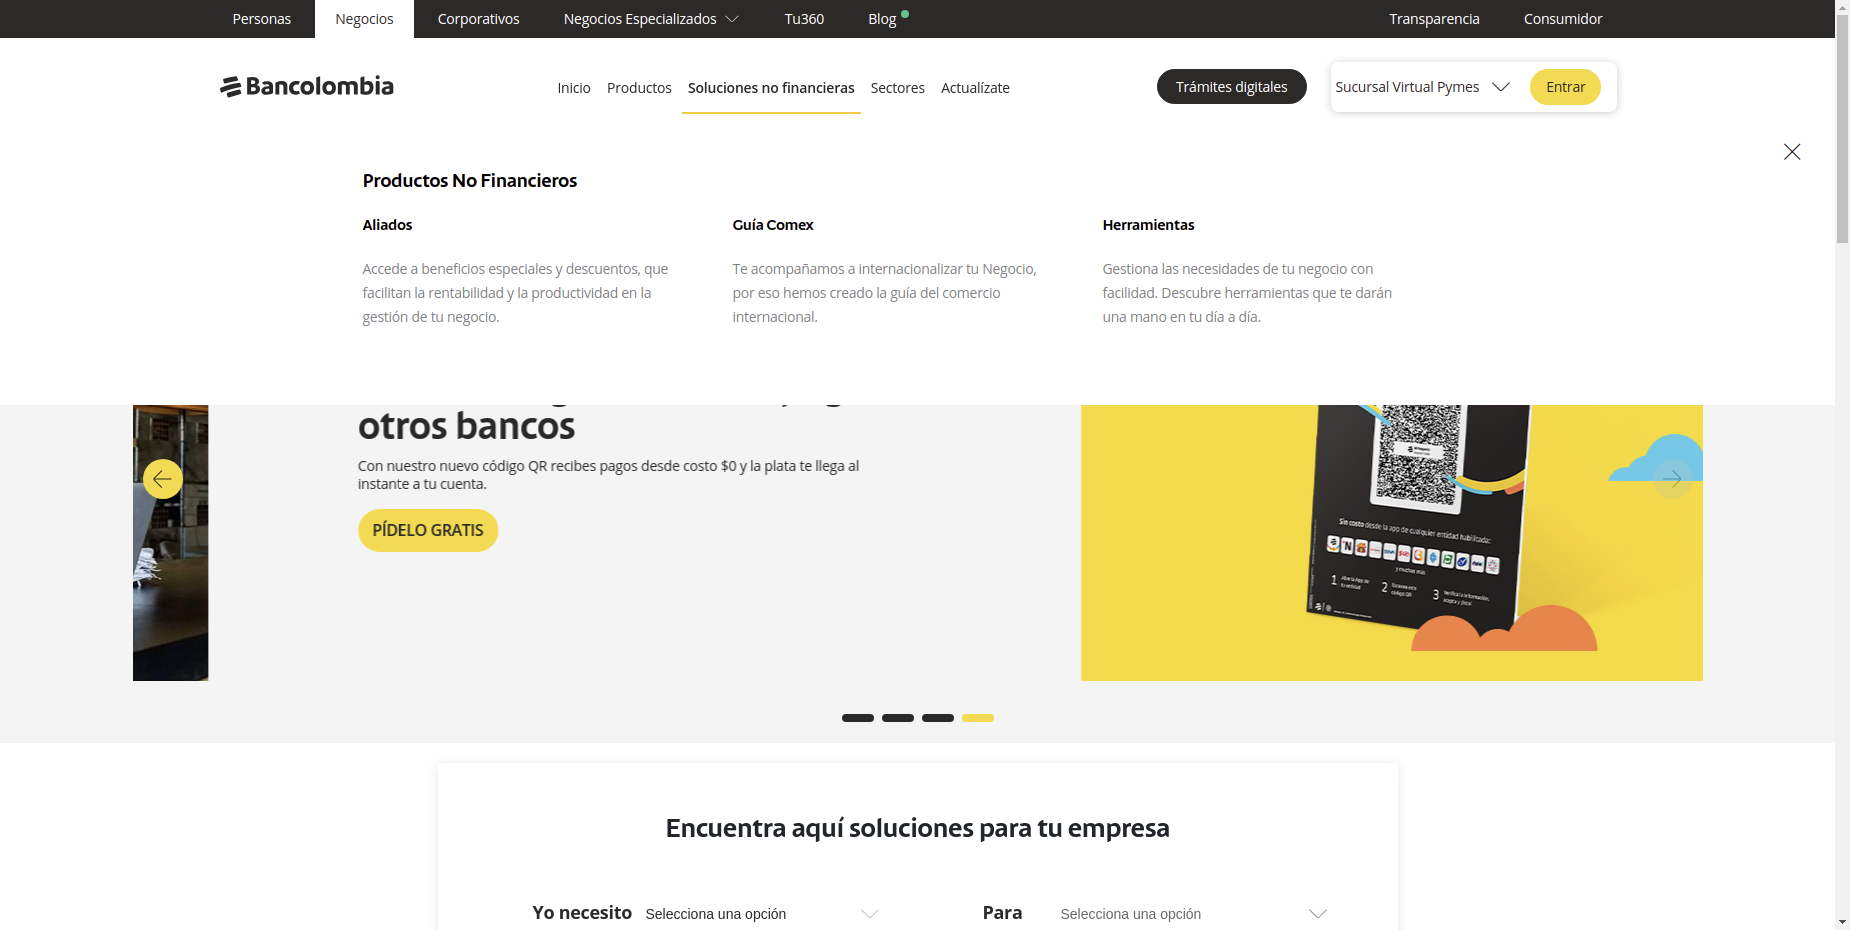 Personas
Negocios
Corporativos
Negocios Especializados
Tu360
Blog
Transparencia
Consumidor
Bancolombia
Inicio
Productos
Soluciones no financieras
Sectores
Actualízate
Trámites digitales
Sucursal Virtual Pymes
Entrar
Productos No Financieros
Aliados
Accede a beneficios especiales y descuentos, que
facilitan la rentabilidad y la productividad en la
gestión de tu negocio.
Guía Comex
Te acompañamos a internacionalizar tu Negocio,
por eso hemos creado la guía del comercio
internacional.
Herramientas
Gestiona las necesidades de tu negocio con
facilidad. Descubre herramientas que te darán
una mano en tu día a día.
otros bancos
Con nuestro nuevo código QR recibes pagos desde costo $0 y la plata te llega al
instante a tu cuenta.
PÍDELO GRATIS
Sin costo desde la app de cualquier entidad habilitada:
y muchos más
1
2
3
Encuentra aquí soluciones para tu empresa
Yo necesito
Selecciona una opción
Para
Selecciona una opción